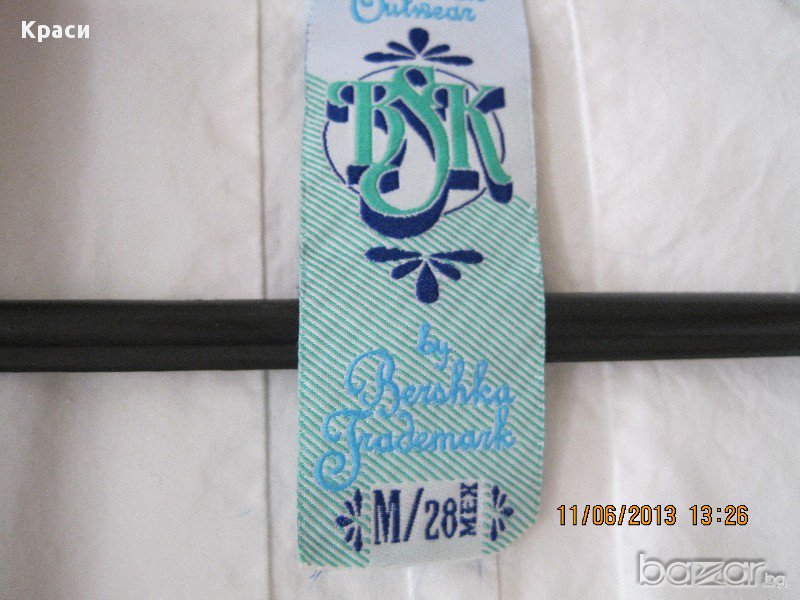 Краси
Outwear
BSK
by
Bershka
Trademark
M/28 MEX
11/06/2013 13:26
bazar.bg